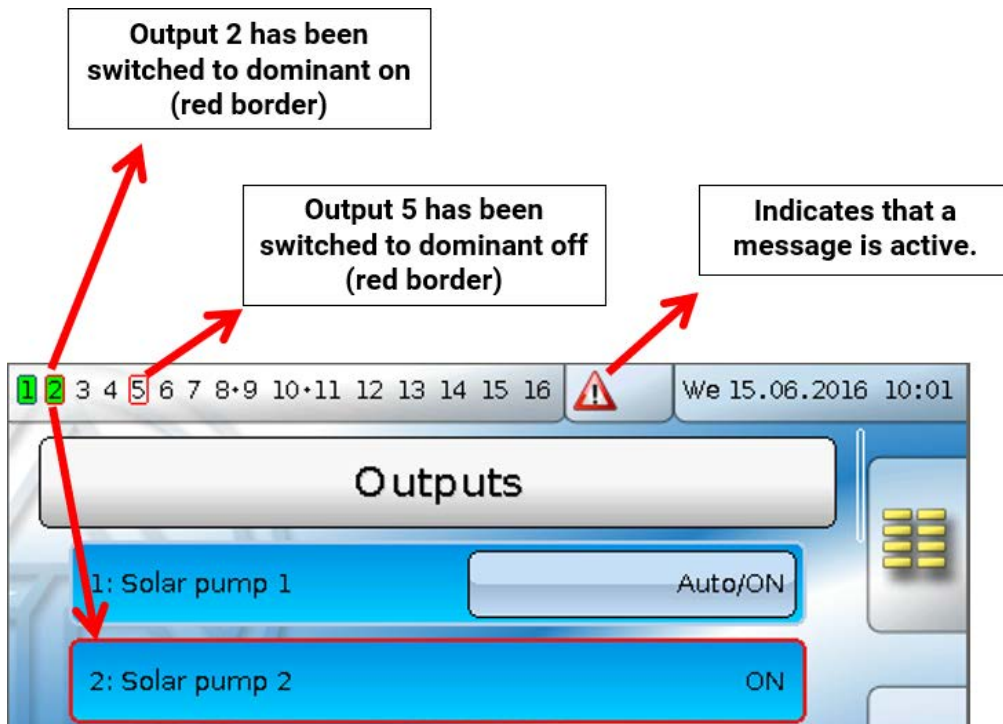 Output 2 has been
switched to dominant on
(red border)
Output 5 has been
switched to dominant off
(red border)
Indicates that a
message is active.
1 2 3 4 5 6 7 8•9 10•11 12 13 14 15 16
We 15.06.2016 10:01
Outputs
1: Solar pump 1 Auto/ON
2: Solar pump 2 ON